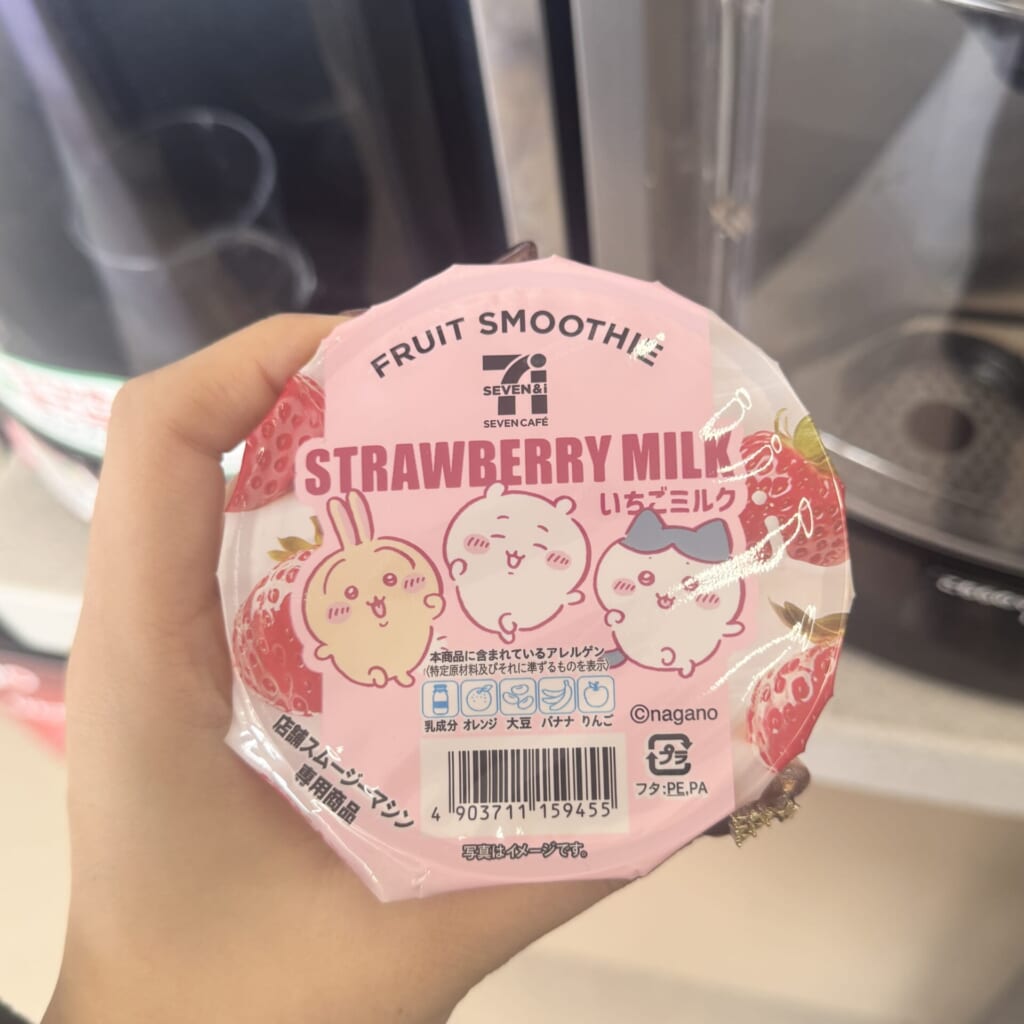 FRUIT SMOOTHIE
SEVEN&i
SEVEN CAFÉ
STRAWBERRY MILK
いちごミルク
本商品に含まれているアレルゲン
(特定原材料及びそれに準ずるものを表示)
乳成分 オレンジ 大豆 バナナ りんご
©nagano
プラ
フタ:PE,PA
店舗スムージーマシン
専用商品
4 903711 159455
写真はイメージです。